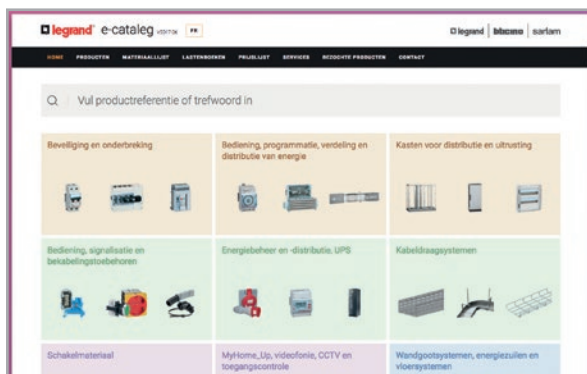 legrand e-cataleg FR
legrand bticino sarlam
HOME PRODUCTEN MATERIAALLIJST LASTENBOEKEN PRIJSLIJST SERVICES BEZOCHTE PRODUCTEN CONTACT
Vul productreferentie of trefwoord in
Beveiliging en onderbreking
Bediening, programmatie, verdeling en
distributie van energie
Kasten voor distributie en uitrusting
Bediening, signalisatie en
bekabelingstoebehoren
Energiebeheer en -distributie, UPS
Kabeldraagsystemen
Schakelmateriaal
MyHome_Up, videofonie, CCTV en
toegangscontrole
Wandgootsystemen, energiezuilen en
vloersystemen